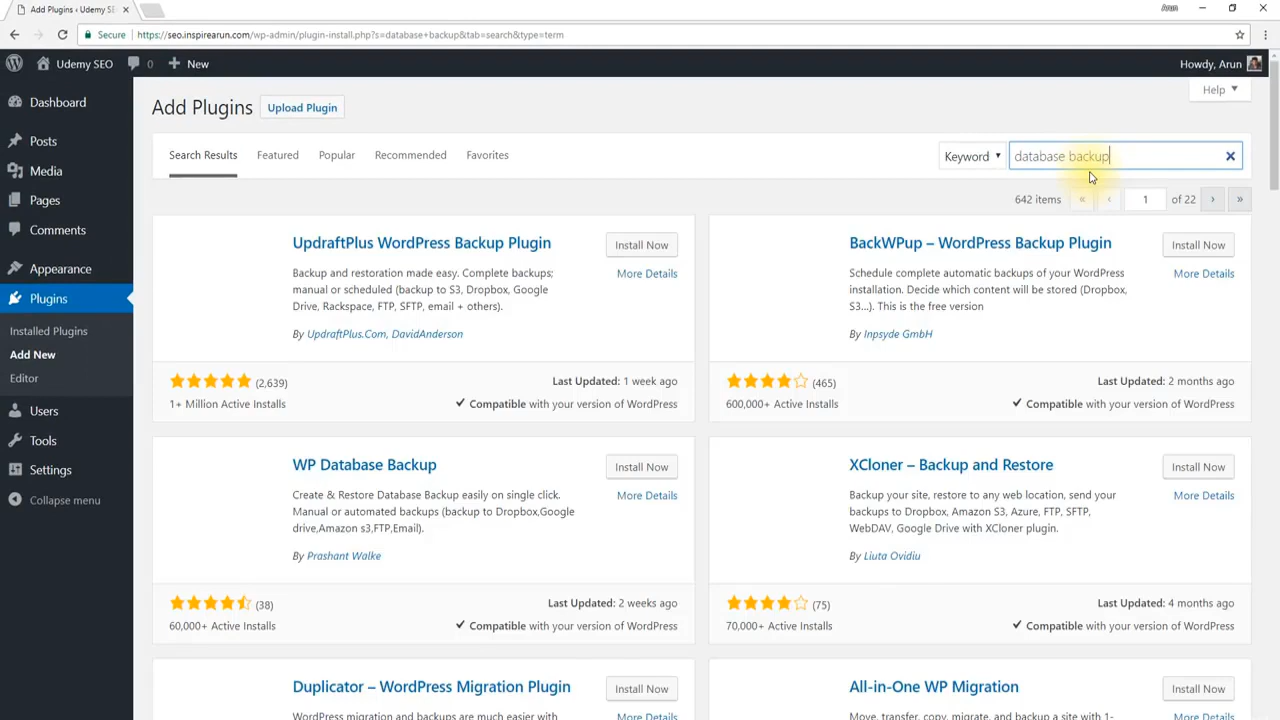 Add Plugins ‹ Udemy SE
Arun
Secure
https://seo.inspirearun.com/wp-admin/plugin-install.php?s=database+backup&tab=search&type=term
Udemy SEO
0
New
Howdy, Arun
Dashboard
Posts
Media
Pages
Comments
Appearance
Plugins
Installed Plugins
Add New
Editor
Users
Tools
Settings
Collapse menu
Help
Add Plugins
Upload Plugin
Search Results
Featured
Popular
Recommended
Favorites
Keyword
database backup
642 items
«
‹
1
of 22
›
»
UpdraftPlus WordPress Backup Plugin
Install Now
More Details
Backup and restoration made easy. Complete backups;
manual or scheduled (backup to S3, Dropbox, Google
Drive, Rackspace, FTP, SFTP, email + others).
By UpdraftPlus.Com, DavidAnderson
(2,639)
1+ Million Active Installs
Last Updated: 1 week ago
Compatible with your version of WordPress
BackWPup – WordPress Backup Plugin
Install Now
More Details
Schedule complete automatic backups of your WordPress
installation. Decide which content will be stored (Dropbox,
S3...). This is the free version
By Inpsyde GmbH
(465)
600,000+ Active Installs
Last Updated: 2 months ago
Compatible with your version of WordPress
WP Database Backup
Install Now
More Details
Create & Restore Database Backup easily on single click.
Manual or automated backups (backup to Dropbox,Google
drive,Amazon s3,FTP,Email).
By Prashant Walke
(38)
60,000+ Active Installs
Last Updated: 2 weeks ago
Compatible with your version of WordPress
XCloner – Backup and Restore
Install Now
More Details
Backup your site, restore to any web location, send your
backups to Dropbox, Amazon S3, Azure, FTP, SFTP,
WebDAV, Google Drive with XCloner plugin.
By Liuta Ovidiu
(75)
70,000+ Active Installs
Last Updated: 4 months ago
Compatible with your version of WordPress
Duplicator – WordPress Migration Plugin
Install Now
More Details
WordPress migration and backups are much easier with
All-in-One WP Migration
Install Now
More Details
Move, transfer, copy, migrate, and backup a site with 1-